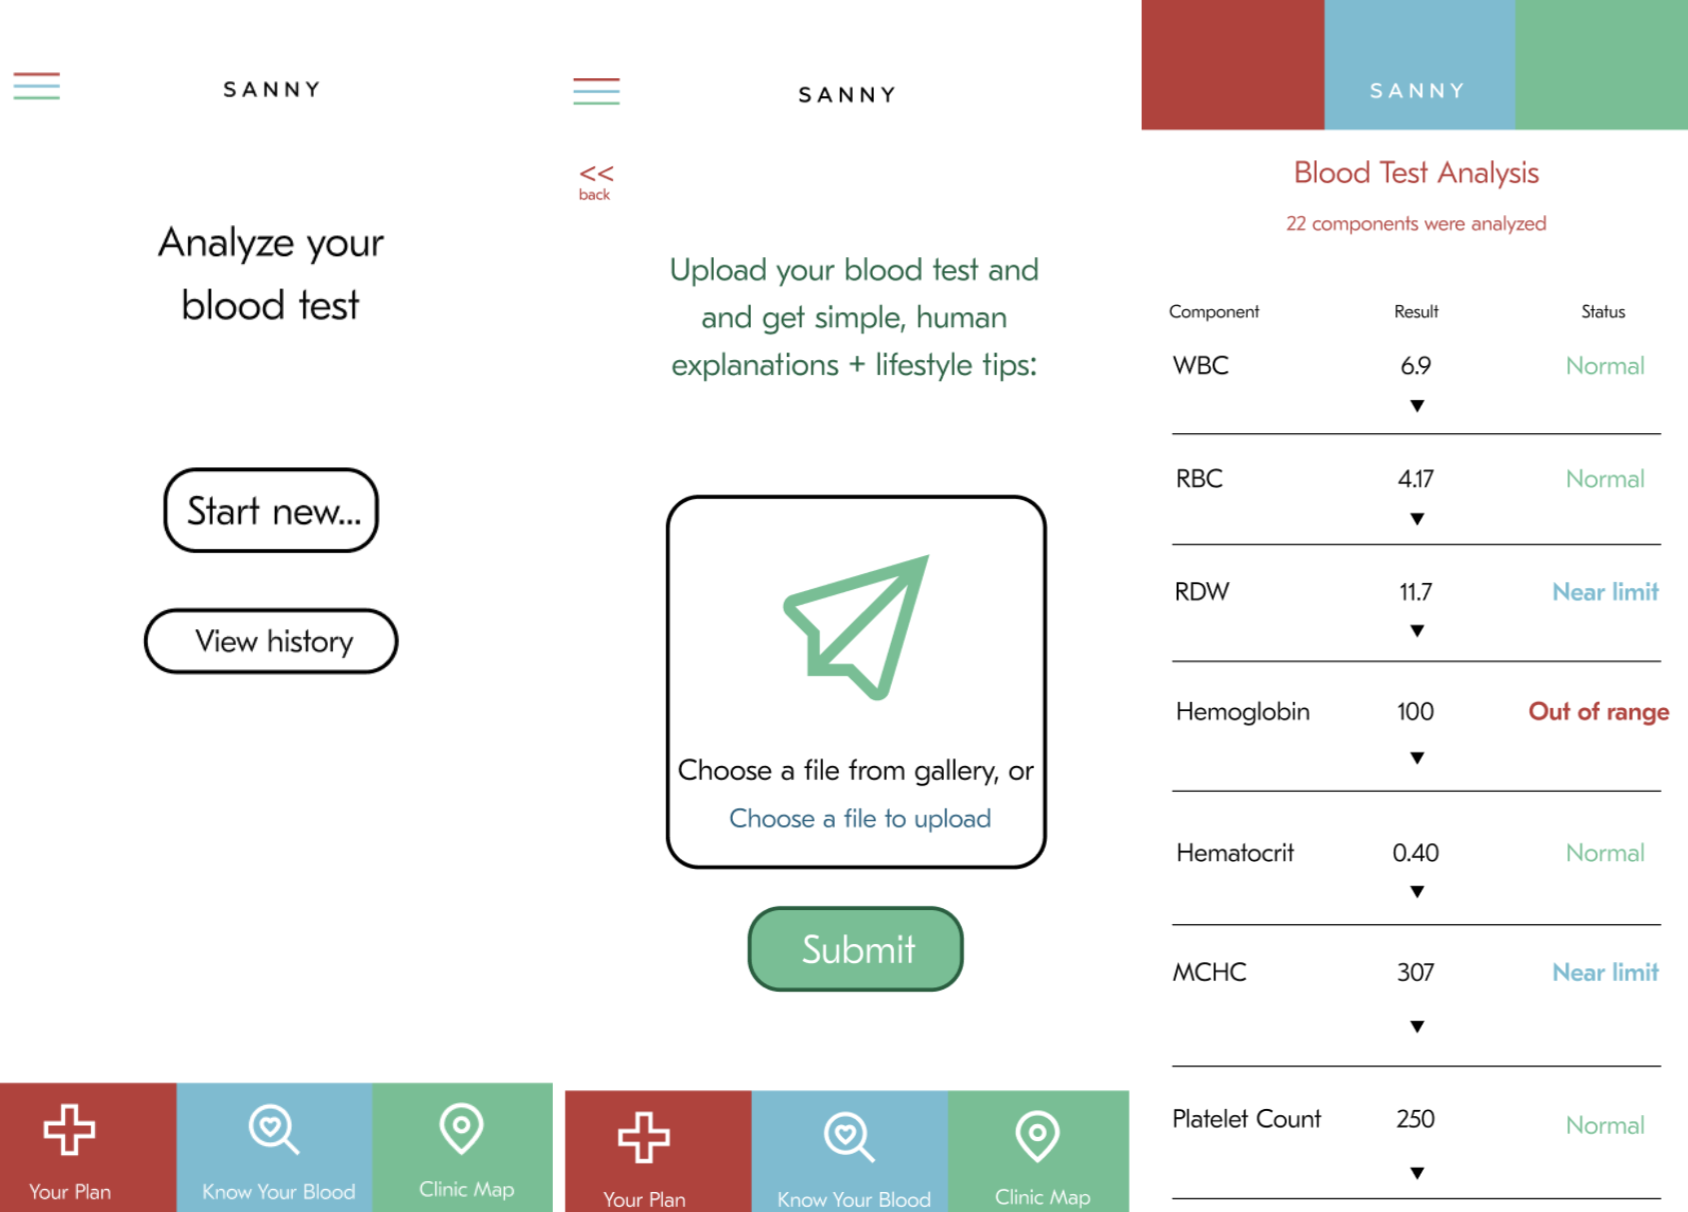 SANNY
Analyze your
blood test
Start new...
View history
Your Plan
Know Your Blood
Clinic Map
SANNY
<<
back
Upload your blood test and
and get simple, human
explanations + lifestyle tips:
Choose a file from gallery, or
Choose a file to upload
Submit
Your Plan
Know Your Blood
Clinic Map
SANNY
Blood Test Analysis
22 components were analyzed
Component Result Status
WBC 6.9 Normal
▼
RBC 4.17 Normal
▼
RDW 11.7 Near limit
▼
Hemoglobin 100 Out of range
▼
Hematocrit 0.40 Normal
▼
MCHC 307 Near limit
▼
Platelet Count 250 Normal
▼